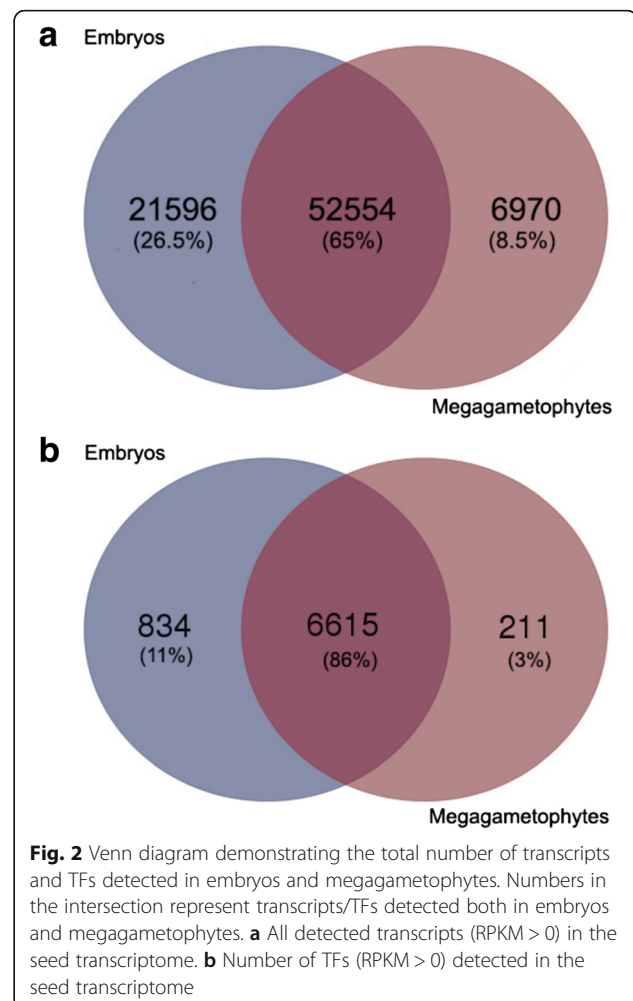 a Embryos
21596 52554 6970
(26.5%) (65%) (8.5%)
Megagametophytes
b Embryos
834 6615 211
(11%) (86%) (3%)
Megagametophytes
Fig. 2 Venn diagram demonstrating the total number of transcripts
and TFs detected in embryos and megagametophytes. Numbers in
the intersection represent transcripts/TFs detected both in embryos
and megagametophytes. a All detected transcripts (RPKM > 0) in the
seed transcriptome. b Number of TFs (RPKM > 0) detected in the
seed transcriptome